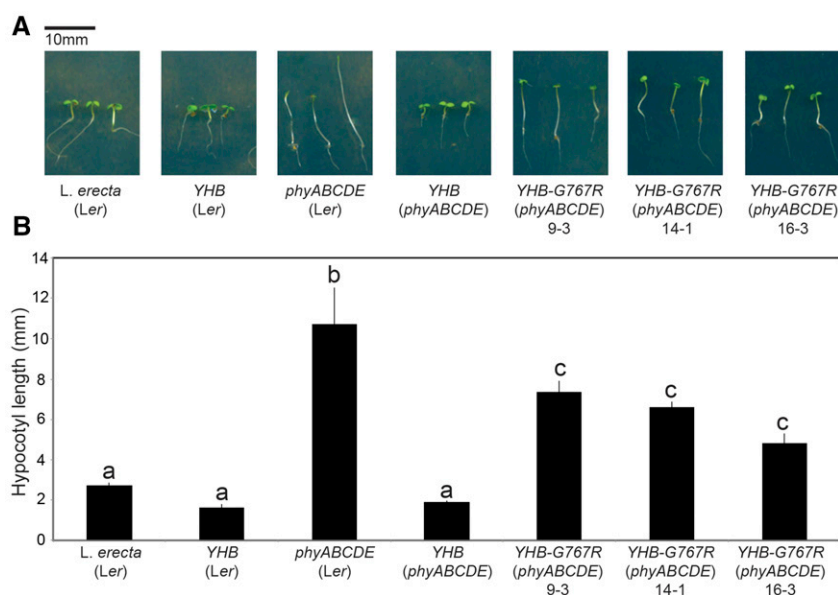 A
10mm
L. erecta YHB phyABCDE YHB YHB-G767R YHB-G767R YHB-G767R
(Ler) (Ler) (Ler) (phyABCDE) (phyABCDE) (phyABCDE) (phyABCDE)
9-3 14-1 16-3
B
Hypocotyl length (mm)
14
12
10
8
6
4
2
0
a
a
b
a
c
c
c
L. erecta YHB phyABCDE YHB YHB-G767R YHB-G767R YHB-G767R
(Ler) (Ler) (Ler) (phyABCDE) (phyABCDE) (phyABCDE) (phyABCDE)
9-3 14-1 16-3